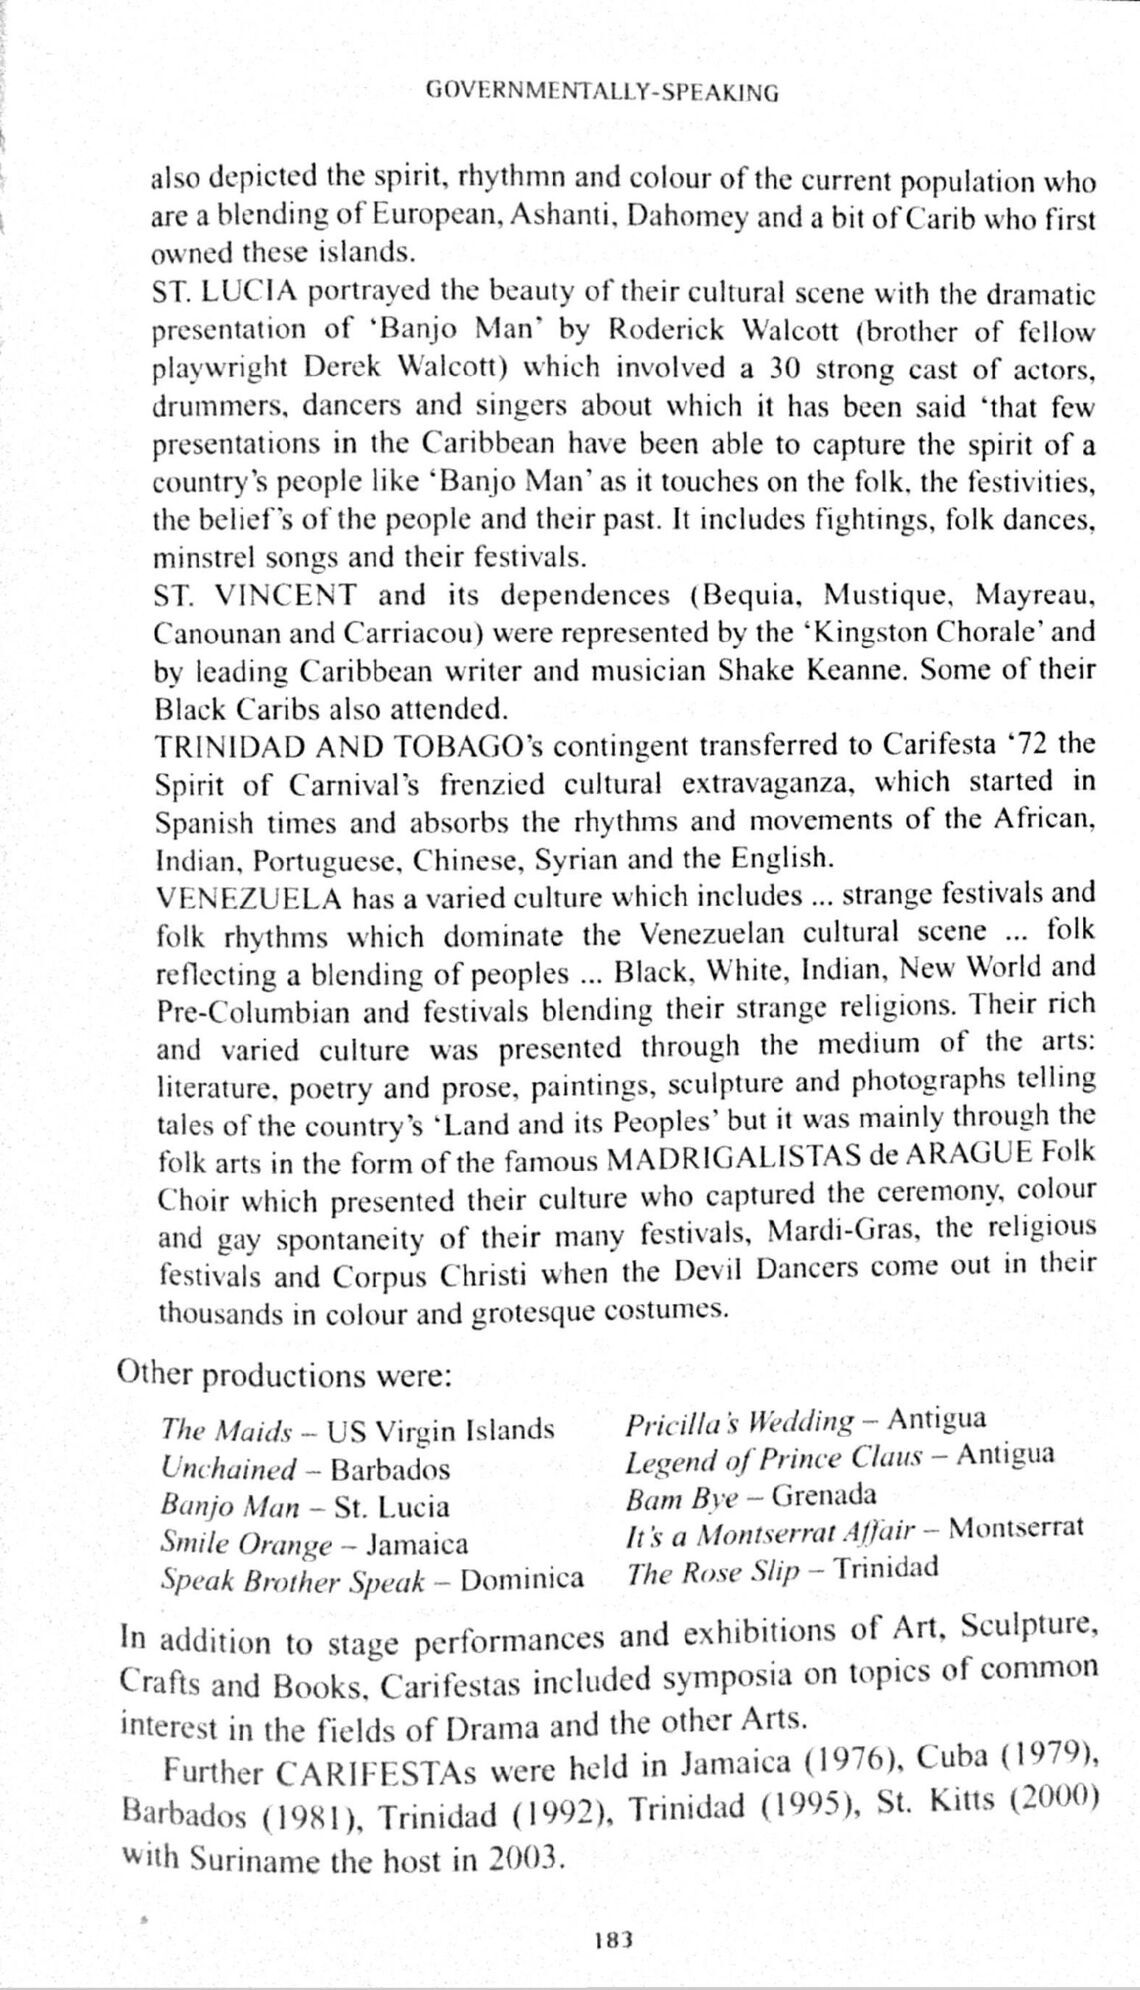 GOVERNMENTALLY-SPEAKING
also depicted the spirit, rhythmn and colour of the current population who
are a blending of European, Ashanti, Dahomey and a bit of Carib who first
owned these islands.
ST. LUCIA portrayed the beauty of their cultural scene with the dramatic
presentation of ‘Banjo Man’ by Roderick Walcott (brother of fellow
playwright Derek Walcott) which involved a 30 strong cast of actors,
drummers, dancers and singers about which it has been said ‘that few
presentations in the Caribbean have been able to capture the spirit of a
country’s people like ‘Banjo Man’ as it touches on the folk, the festivities,
the belief’s of the people and their past. It includes fightings, folk dances,
minstrel songs and their festivals.
ST. VINCENT and its dependences (Bequia, Mustique, Mayreau,
Canounan and Carriacou) were represented by the ‘Kingston Chorale’ and
by leading Caribbean writer and musician Shake Keanne. Some of their
Black Caribs also attended.
TRINIDAD AND TOBAGO’s contingent transferred to Carifesta ‘72 the
Spirit of Carnival’s frenzied cultural extravaganza, which started in
Spanish times and absorbs the rhythms and movements of the African,
Indian, Portuguese, Chinese, Syrian and the English.
VENEZUELA has a varied culture which includes ... strange festivals and
folk rhythms which dominate the Venezuelan cultural scene ... folk
reflecting a blending of peoples ... Black, White, Indian, New World and
Pre-Columbian and festivals blending their strange religions. Their rich
and varied culture was presented through the medium of the arts:
literature, poetry and prose, paintings, sculpture and photographs telling
tales of the country’s ‘Land and its Peoples’ but it was mainly through the
folk arts in the form of the famous MADRIGALISTAS de ARAGUE Folk
Choir which presented their culture who captured the ceremony, colour
and gay spontaneity of their many festivals, Mardi-Gras, the religious
festivals and Corpus Christi when the Devil Dancers come out in their
thousands in colour and grotesque costumes.
Other productions were:
The Maids – US Virgin Islands
Unchained – Barbados
Banjo Man – St. Lucia
Smile Orange – Jamaica
Speak Brother Speak – Dominica
Pricilla’s Wedding – Antigua
Legend of Prince Claus – Antigua
Bam Bye – Grenada
It’s a Montserrat Affair – Montserrat
The Rose Slip – Trinidad
In addition to stage performances and exhibitions of Art, Sculpture,
Crafts and Books, Carifestas included symposia on topics of common
interest in the fields of Drama and the other Arts.
Further CARIFESTAs were held in Jamaica (1976), Cuba (1979),
Barbados (1981), Trinidad (1992), Trinidad (1995), St. Kitts (2000)
with Suriname the host in 2003.
183